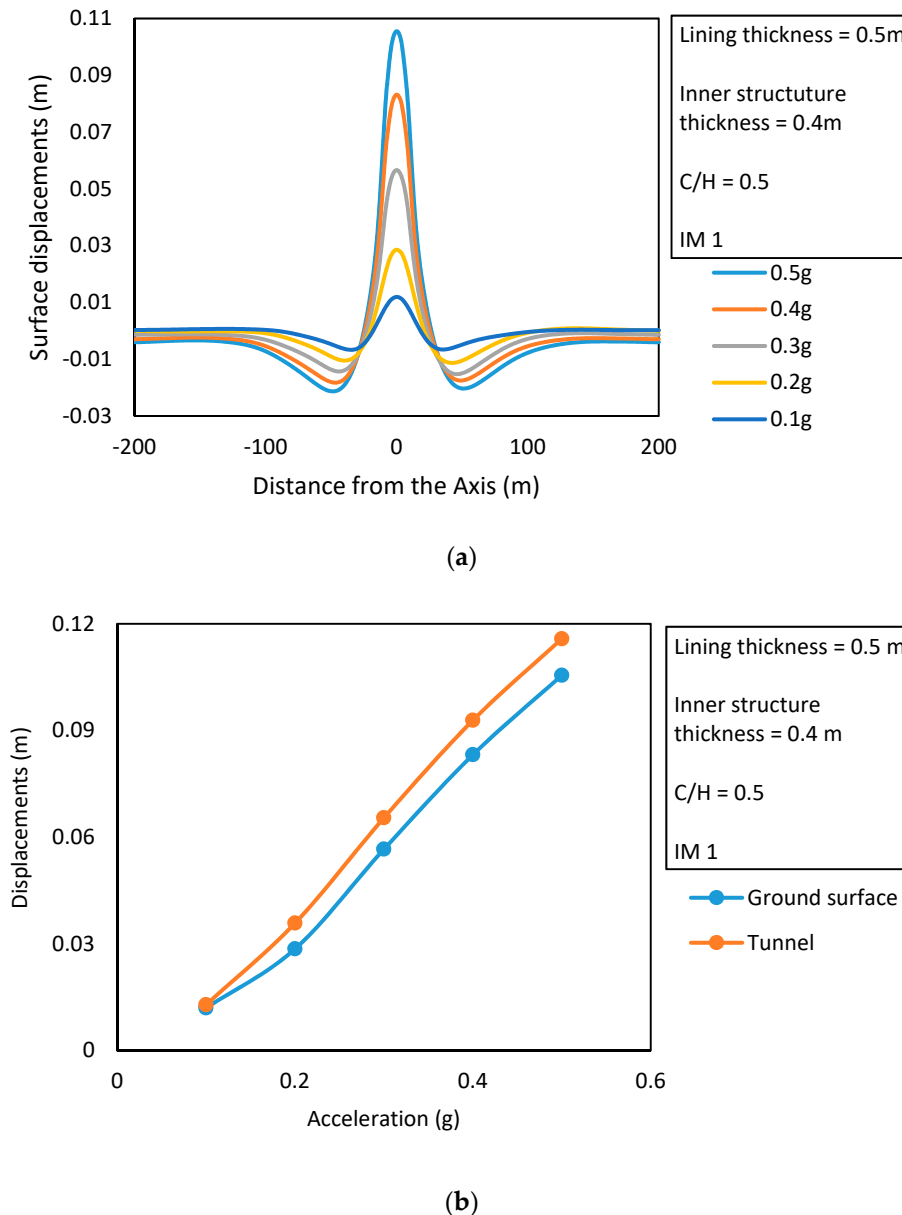 0.11
0.09
0.07
0.05
0.03
0.01
-0.01
-0.03
Surface displacements (m)
-200
-100
0
100
200
Distance from the Axis (m)
Lining thickness = 0.5m
Inner structuture
thickness = 0.4m
C/H = 0.5
IM 1
0.5g
0.4g
0.3g
0.2g
0.1g
(a)
0.12
0.09
0.06
0.03
0
Displacements (m)
0
0.2
0.4
0.6
Acceleration (g)
Lining thickness = 0.5 m
Inner structure
thickness = 0.4 m
C/H = 0.5
IM 1
Ground surface
Tunnel
(b)